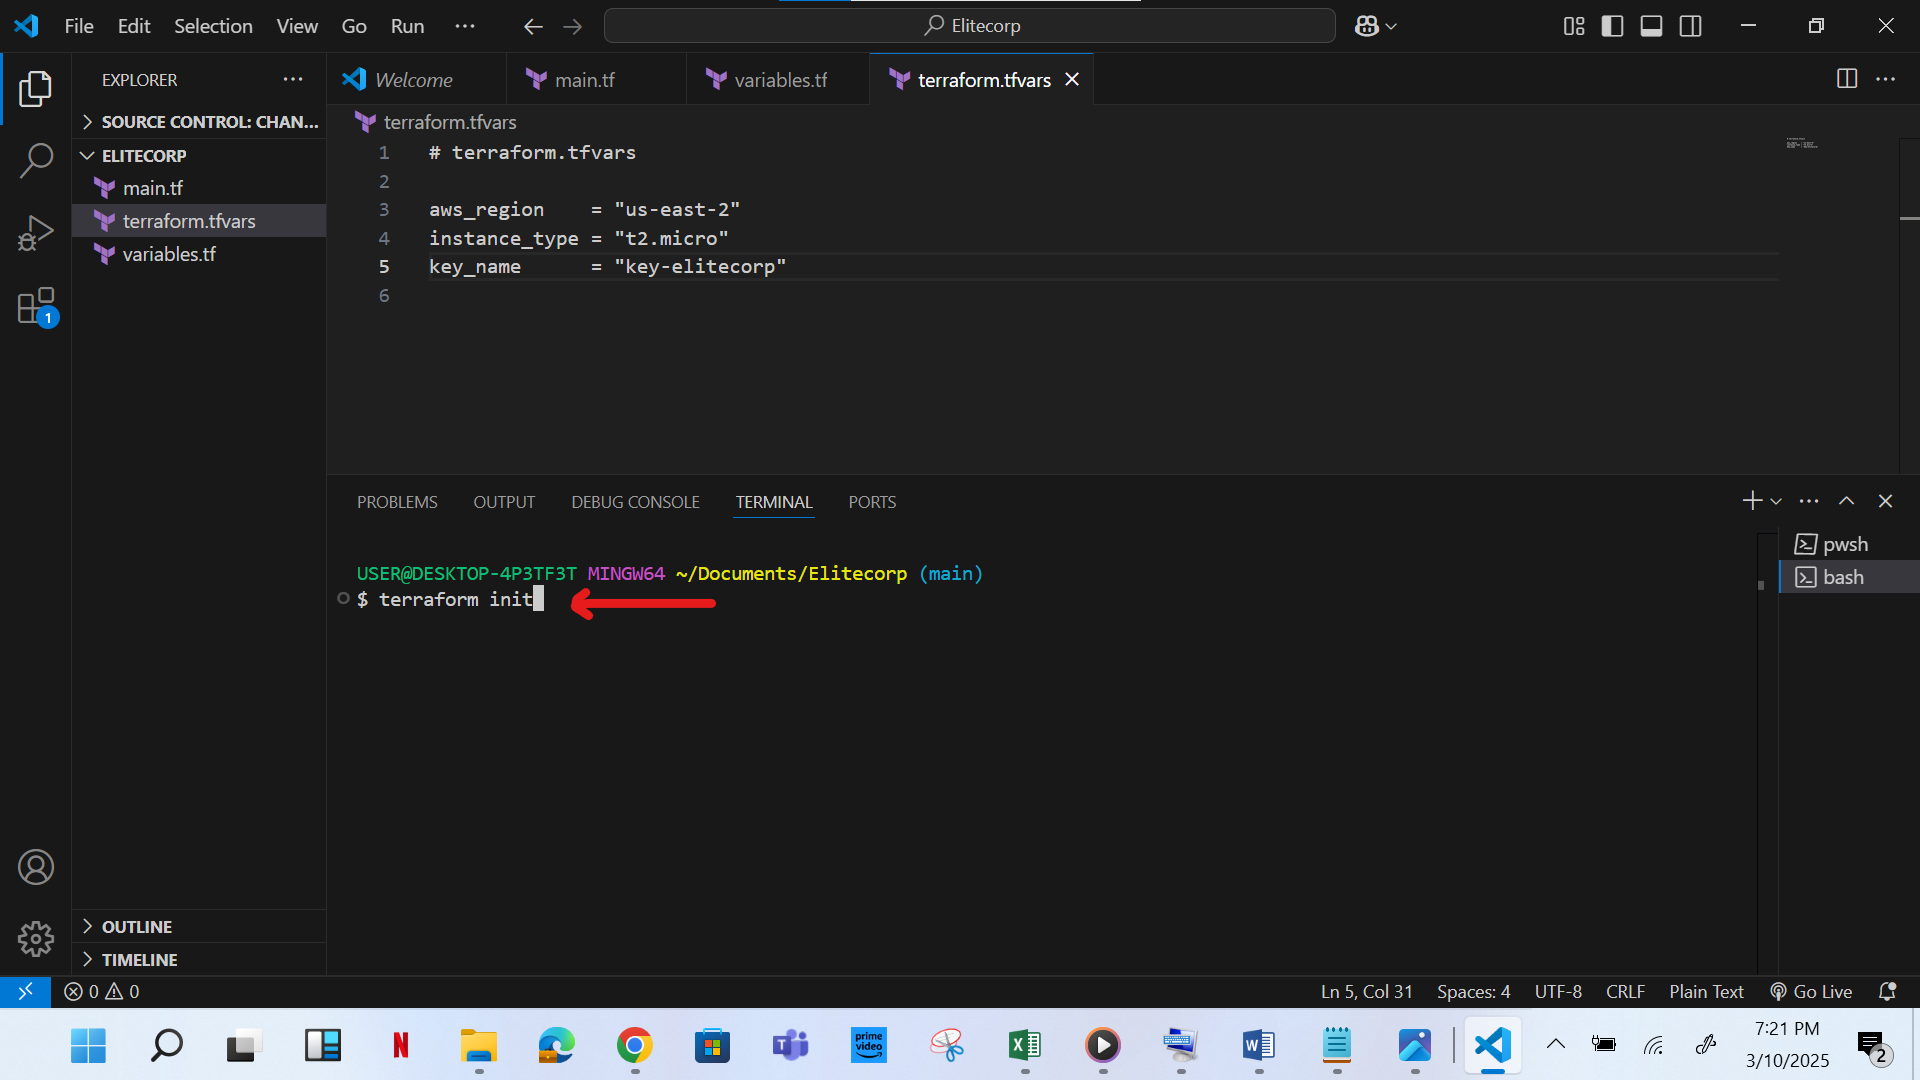 File Edit Selection View Go Run ···
Elitecorp
EXPLORER
Welcome
main.tf
variables.tf
terraform.tfvars
SOURCE CONTROL: CHAN...
ELITECORP
main.tf
terraform.tfvars
variables.tf
1
terraform.tfvars
1 # terraform.tfvars
2
3 aws_region    = "us-east-2"
4 instance_type = "t2.micro"
5 key_name      = "key-elitecorp"
6
PROBLEMS OUTPUT DEBUG CONSOLE TERMINAL PORTS
USER@DESKTOP-4P3TF3T MINGW64 ~/Documents/Elitecorp (main)
$ terraform init
pwsh
bash
OUTLINE
TIMELINE
0 0
Ln 5, Col 31 Spaces: 4 UTF-8 CRLF Plain Text Go Live
N
prime video
7:21 PM
3/10/2025
2